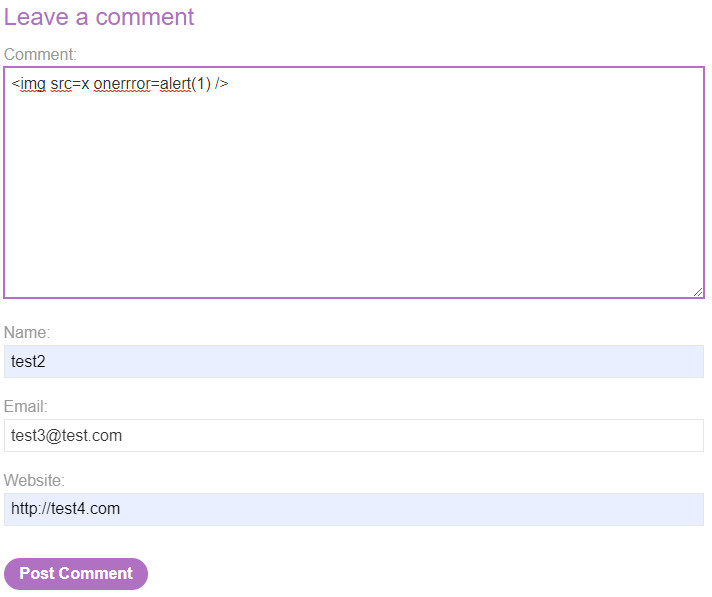 Leave a comment
Comment:
<img src=x onerrror=alert(1) />
Name:
test2
Email:
test3@test.com
Website:
http://test4.com
Post Comment